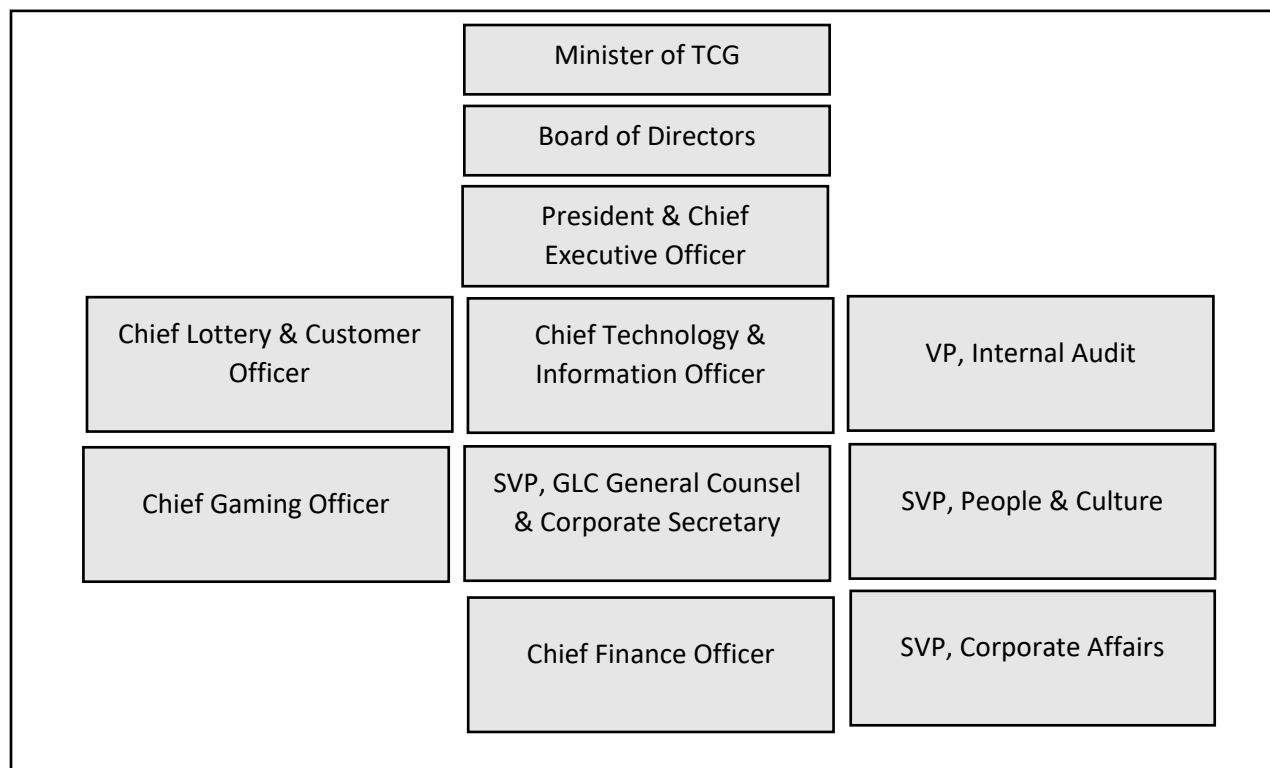 Minister of TCG
Board of Directors
President & Chief
Executive Officer
Chief Lottery & Customer
Officer
Chief Technology &
Information Officer
VP, Internal Audit
Chief Gaming Officer
SVP, GLC General Counsel
& Corporate Secretary
SVP, People & Culture
Chief Finance Officer
SVP, Corporate Affairs